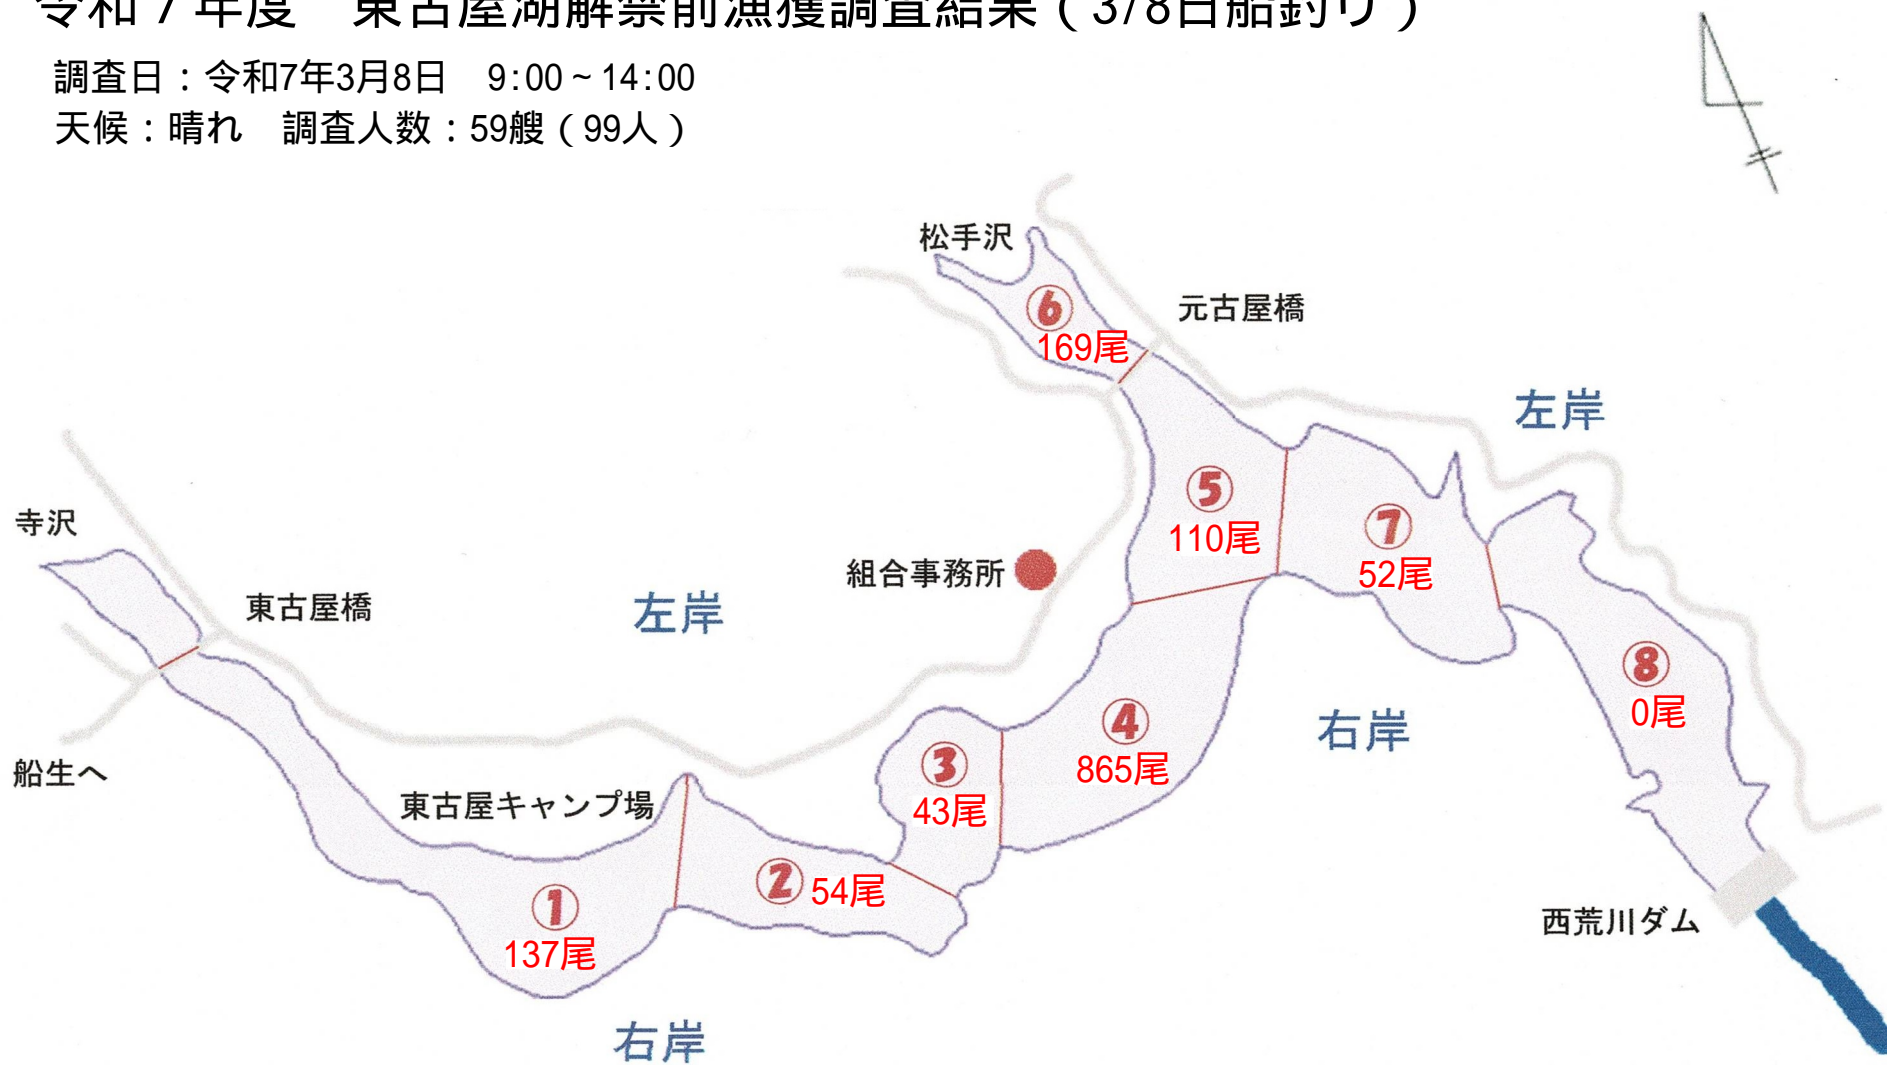 令和７年度　東古屋湖解禁前漁獲調査結果（3/8日船釣り）
調査日：令和7年3月8日　9:00～14:00
天候：晴れ　調査人数：59艘（99人）
松手沢
⑥
169尾
元古屋橋
左岸
⑤
110尾
⑦
52尾
寺沢
組合事務所
東古屋橋
左岸
⑧
0尾
④
865尾
右岸
③
43尾
船生へ
東古屋キャンプ場
②
54尾
①
137尾
西荒川ダム
右岸